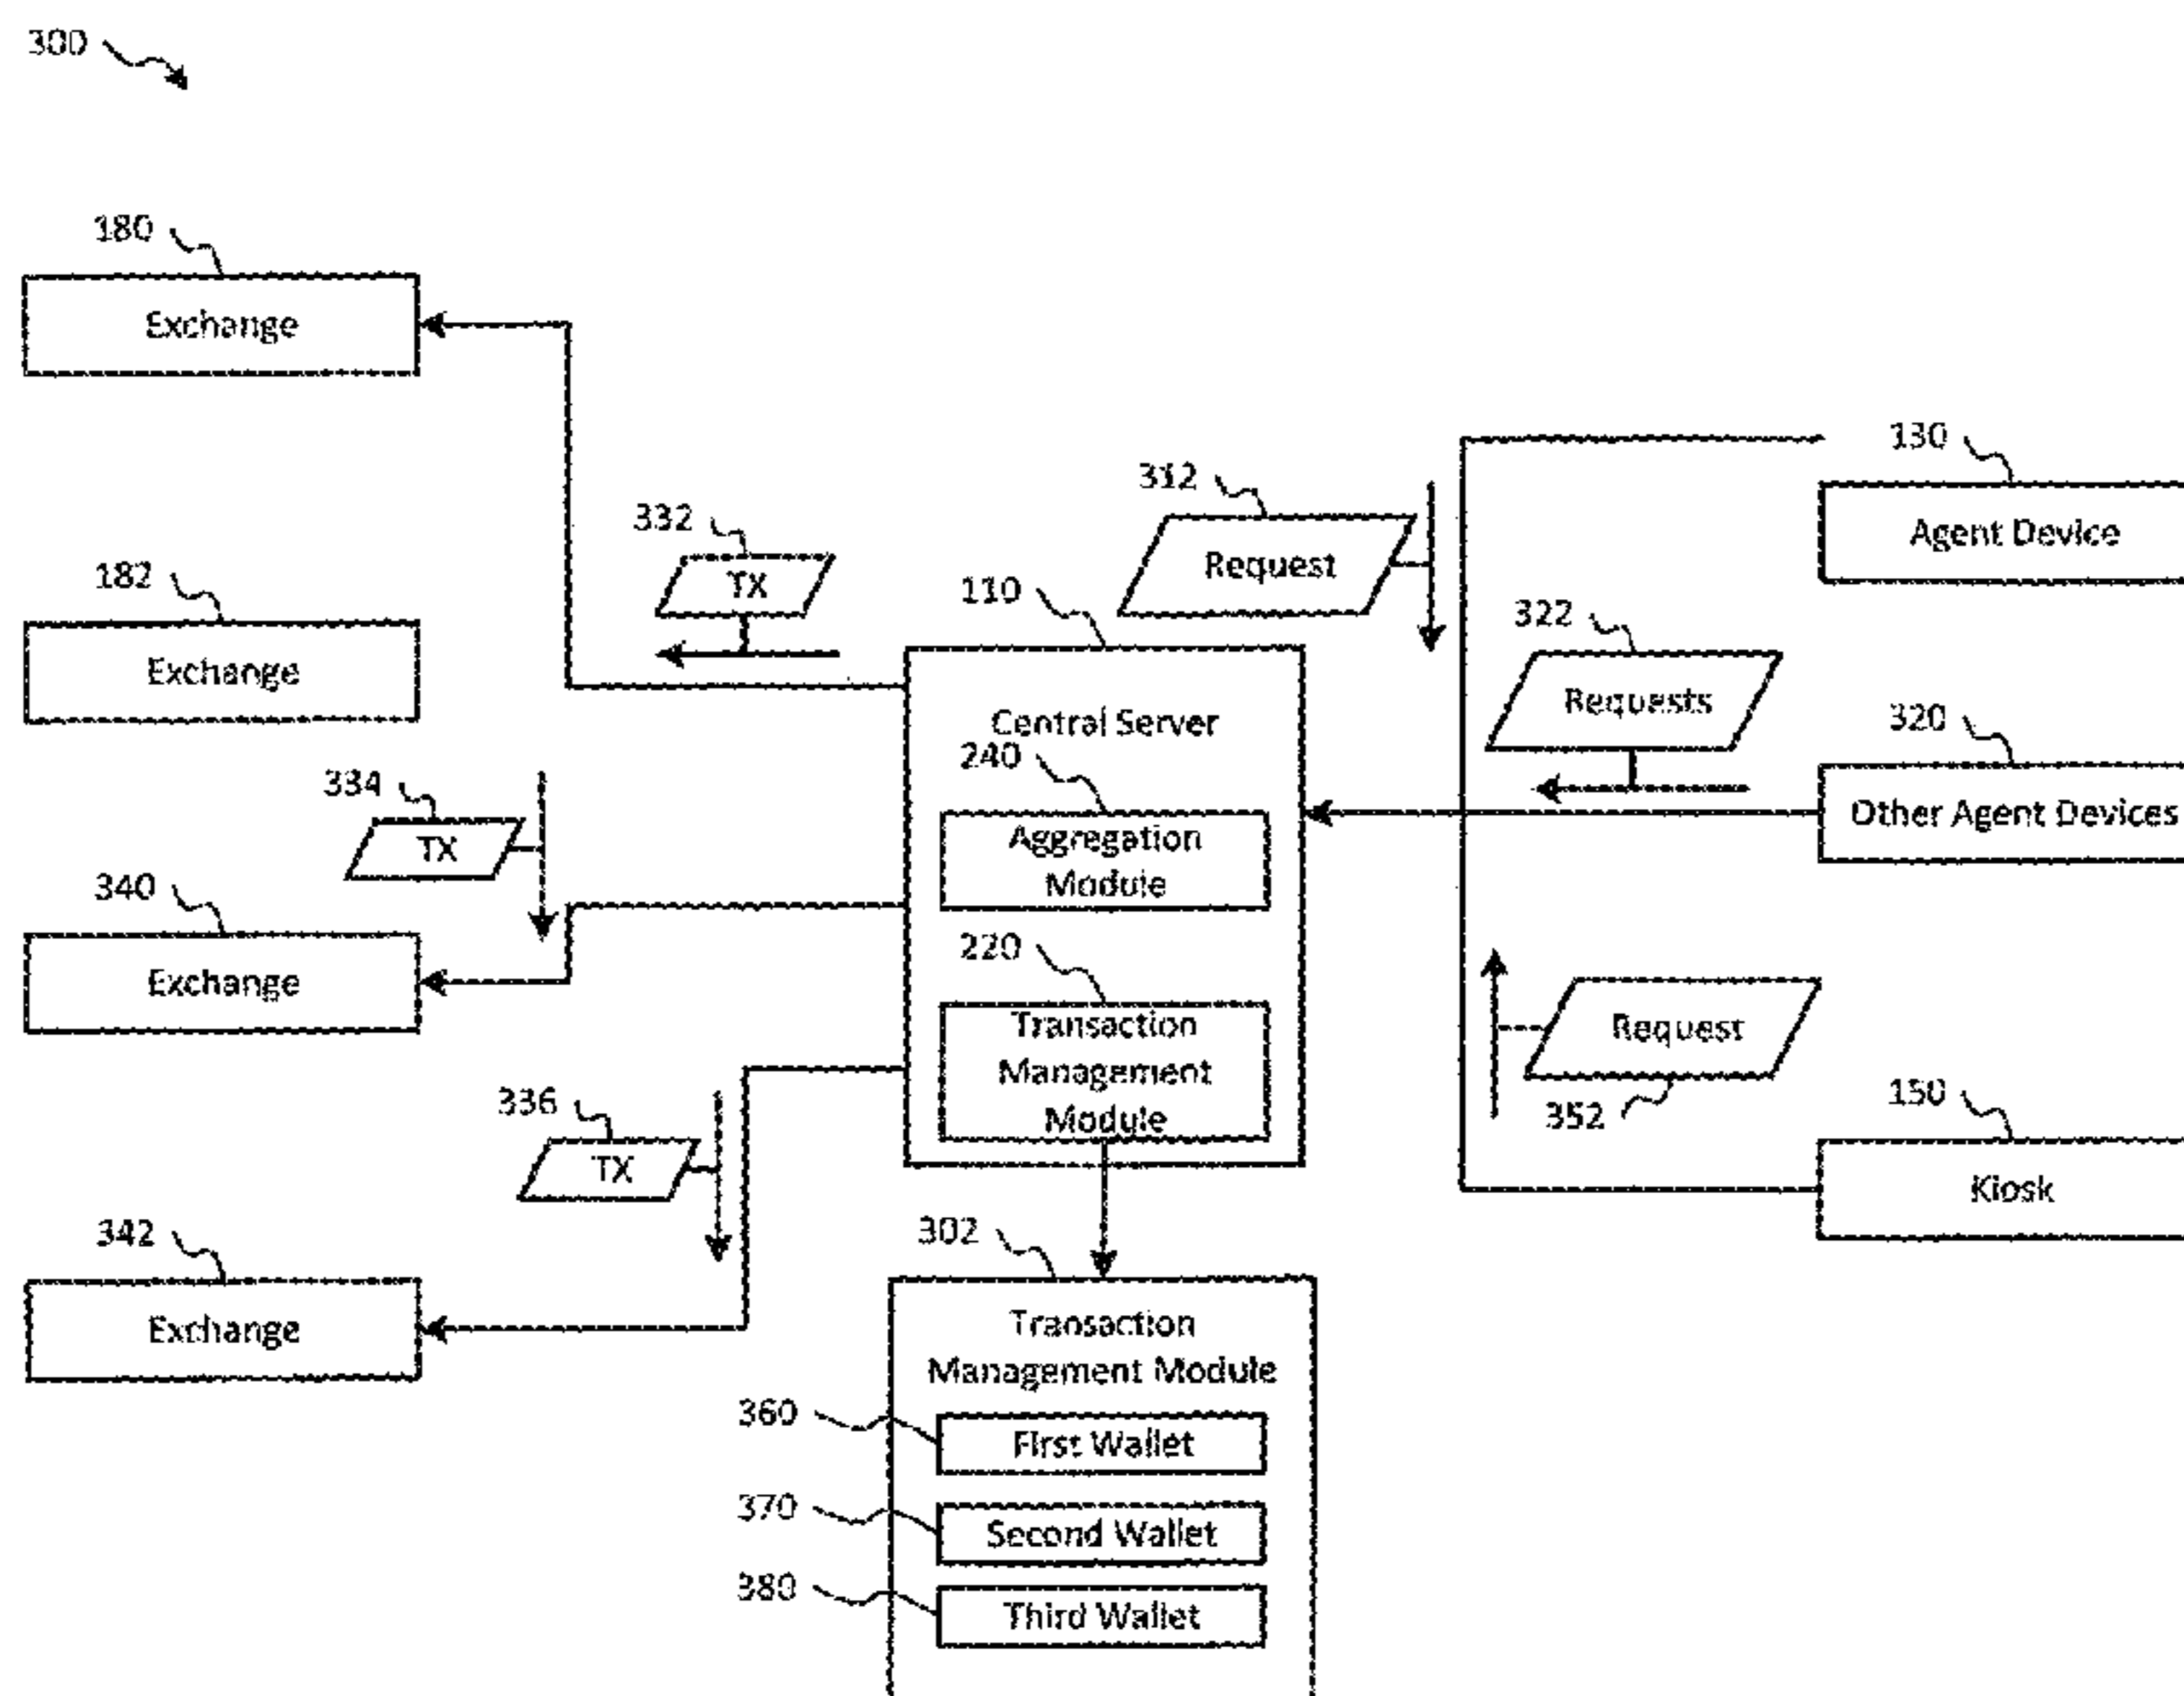 300
180
Exchange
182
Exchange
334
TX
340
Exchange
336
TX
342
Exchange
332
TX
110
Central Server
240
Aggregation
Module
220
Transaction
Management
Module
302
Transaction
Management Module
360
First Wallet
370
Second Wallet
380
Third Wallet
312
Request
130
Agent Device
322
Requests
320
Other Agent Devices
Request
352
150
Kiosk